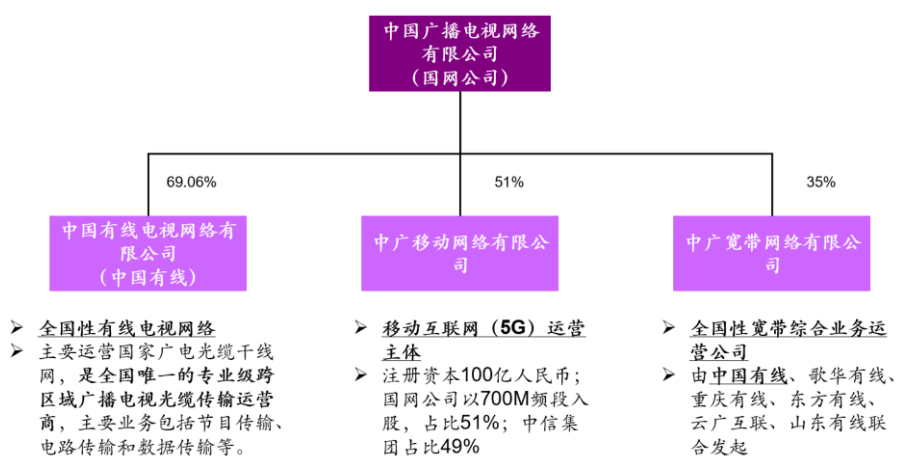 中国广播电视网络
有限公司
（国网公司）
69.06%
51%
35%
中国有线电视网络有
限公司
（中国有线）
中广移动网络有限公
司
中广宽带网络有限公
司
➢ 全国性有线电视网络
➢ 主要运营国家广电光缆干线
网，是全国唯一的专业级跨
区域广播电视光缆传输运营
商，主要业务包括节目传输、
电路传输和数据传输等。
➢ 移动互联网（5G）运营
主体
➢ 注册资本100亿人民币；
国网公司以700M频段入
股，占比51%；中信集
团占比49%
➢ 全国性宽带综合业务运
营公司
➢ 由中国有线、歌华有线、
重庆有线、东方有线、
云广互联、山东有线联
合发起